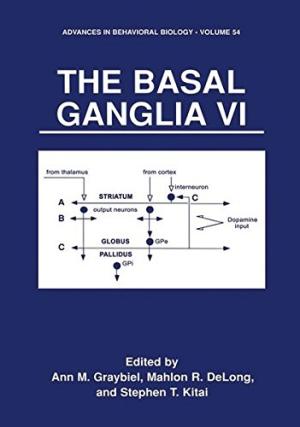 ADVANCES IN BEHAVIORAL BIOLOGY • VOLUME 54
THE BASAL
GANGLIA VI
from thalamus
from cortex
interneuron
A
STRIATUM
C
output neurons
B
Dopamine
input
C
GLOBUS
GPe
PALLIDUS
GPi
Edited by
Ann M. Graybiel, Mahlon R. DeLong,
and Stephen T. Kitai